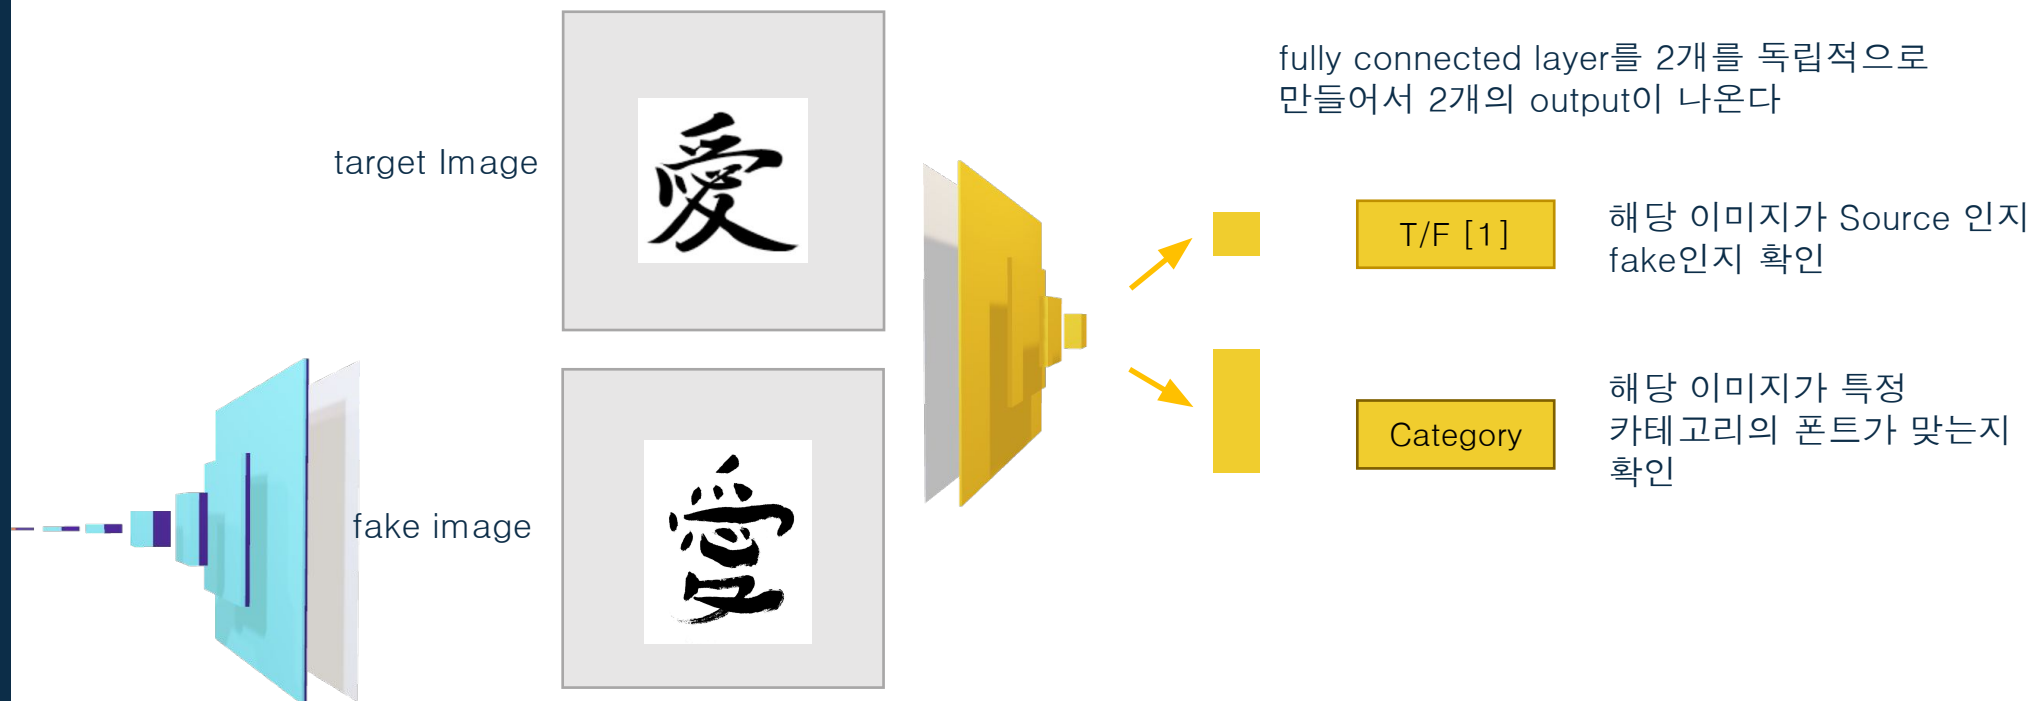 fully connected layer를 2개를 독립적으로
만들어서 2개의 output이 나온다
target Image
愛
T/F [1]
해당 이미지가 Source 인지
fake인지 확인
fake image
愛
Category
해당 이미지가 특정
카테고리의 폰트가 맞는지
확인